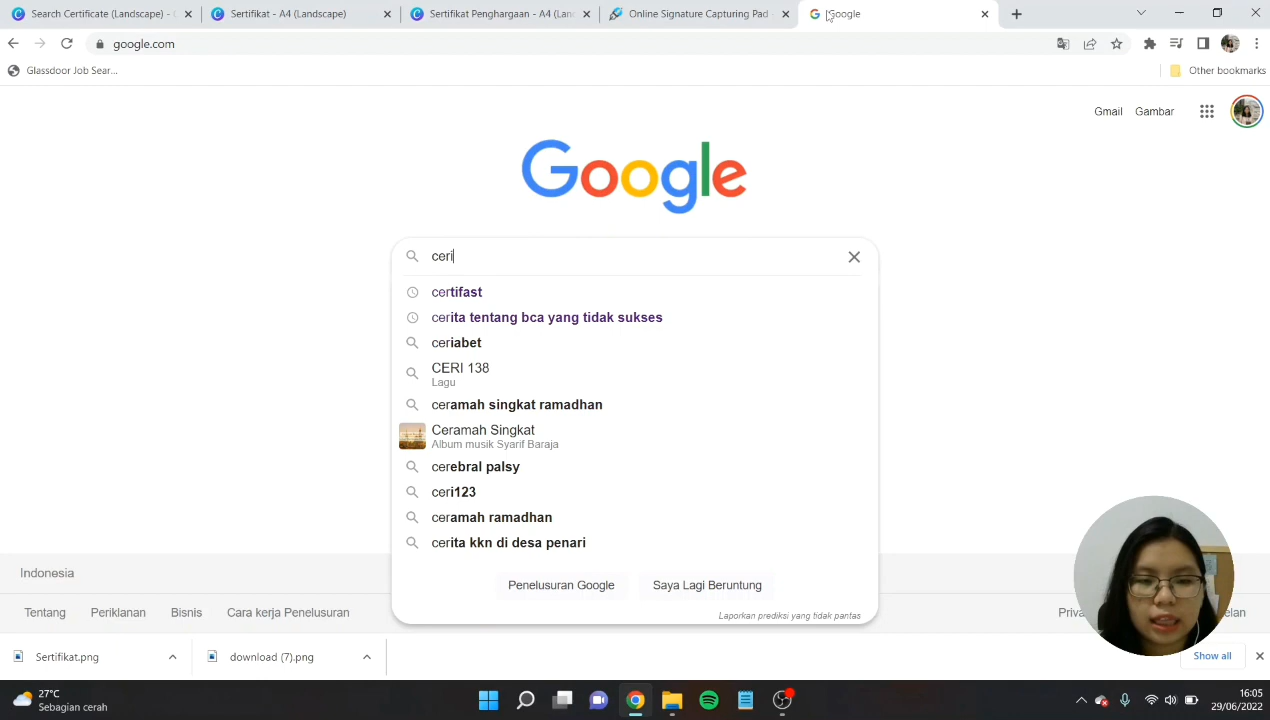 Search Certificate (Landscape) - C
Sertifikat - A4 (Landscape)
Sertifikat Penghargaan - A4 (Land
Online Signature Capturing Pad -
Google
google.com
Glassdoor Job Sear...
Other bookmarks
Gmail
Gambar
Google
ceri
certifast
cerita tentang bca yang tidak sukses
ceriabet
CERI 138
Lagu
ceramah singkat ramadhan
Ceramah Singkat
Album musik Syarif Baraja
cerebral palsy
ceri123
ceramah ramadhan
cerita kkn di desa penari
Penelusuran Google
Saya Lagi Beruntung
Laporkan prediksi yang tidak pantas
Indonesia
Tentang
Periklanan
Bisnis
Cara kerja Penelusuran
Priva
elan
Sertifikat.png
download (7).png
Show all
27°C
Sebagian cerah
16:05
29/06/2022